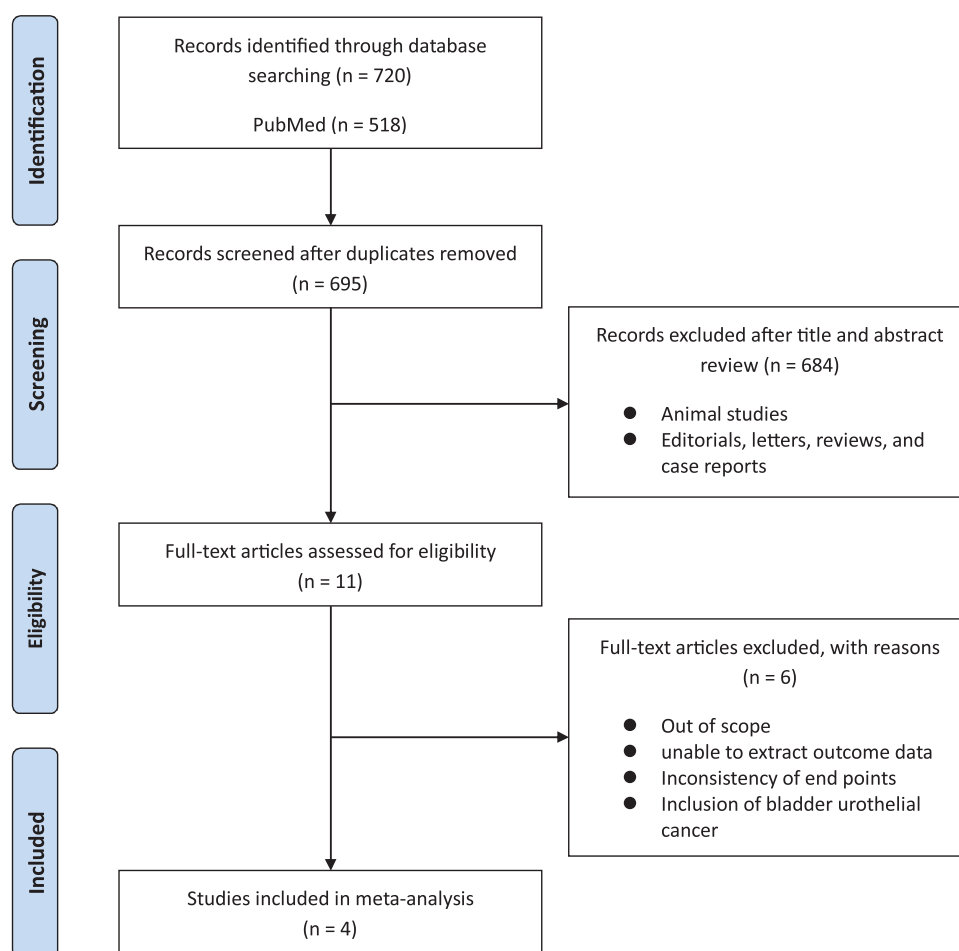 Identification
Records identified through database
searching (n = 720)
PubMed (n = 518)
Screening
Records screened after duplicates removed
(n = 695)
Records excluded after title and abstract
review (n = 684)
● Animal studies
● Editorials, letters, reviews, and
case reports
Eligibility
Full-text articles assessed for eligibility
(n = 11)
Full-text articles excluded, with reasons
(n = 6)
● Out of scope
● unable to extract outcome data
● Inconsistency of end points
● Inclusion of bladder urothelial
cancer
Included
Studies included in meta-analysis
(n = 4)